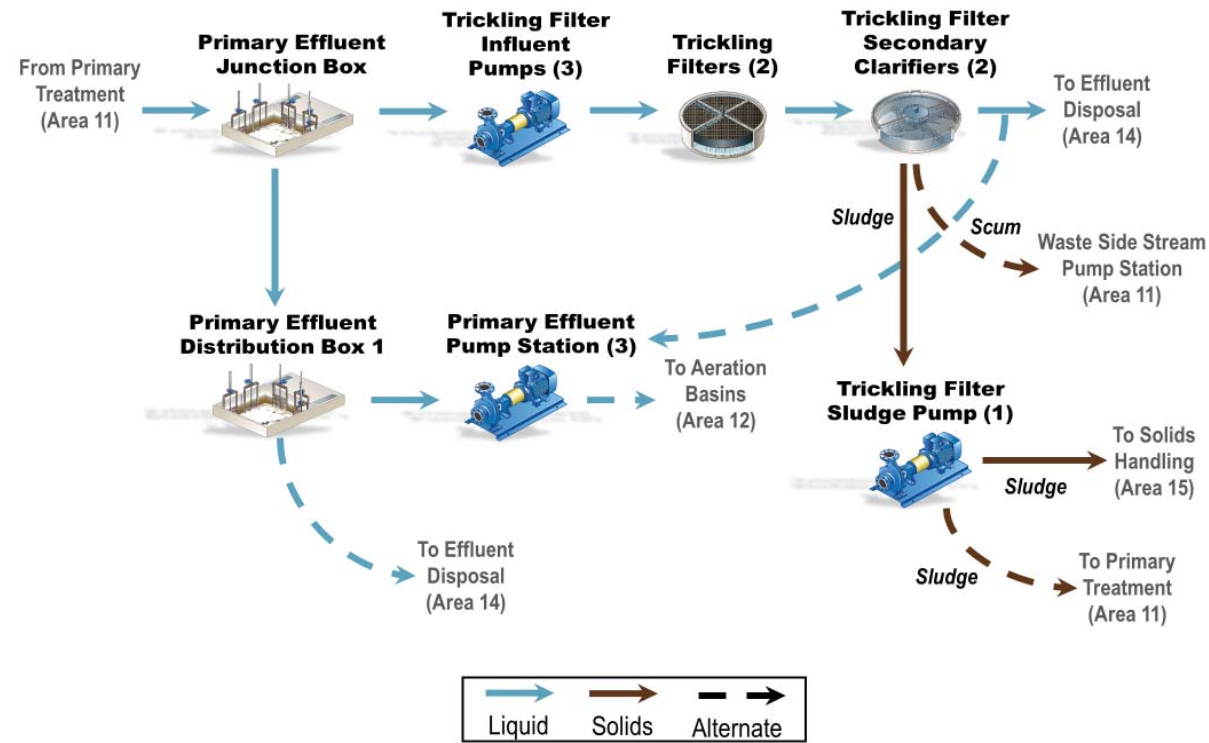 From Primary
Treatment
(Area 11)
Primary Effluent
Junction Box
Trickling Filter
Influent
Pumps (3)
Trickling
Filters (2)
Trickling Filter
Secondary
Clarifiers (2)
To Effluent
Disposal
(Area 14)
Sludge
Scum
Waste Side Stream
Pump Station
(Area 11)
Primary Effluent
Distribution Box 1
Primary Effluent
Pump Station (3)
To Aeration
Basins
(Area 12)
Trickling Filter
Sludge Pump (1)
Sludge
To Solids
Handling
(Area 15)
To Effluent
Disposal
(Area 14)
Sludge
To Primary
Treatment
(Area 11)
Liquid
Solids
Alternate